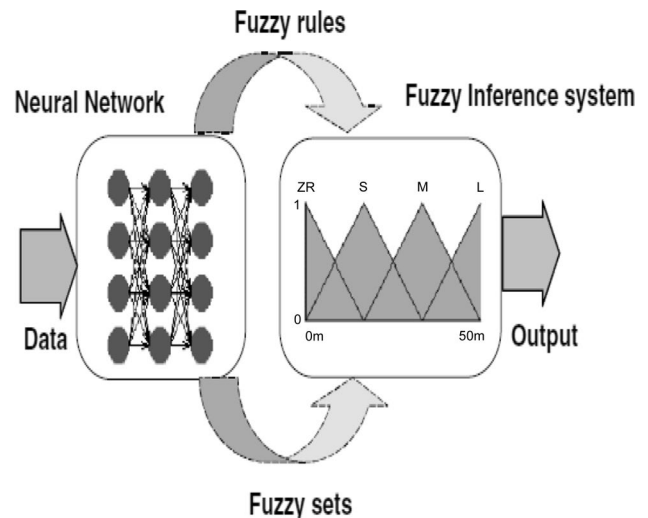 Fuzzy rules
Neural Network
Fuzzy Inference system
ZR S M L
1
0
0m 50m
Data
Output
Fuzzy sets